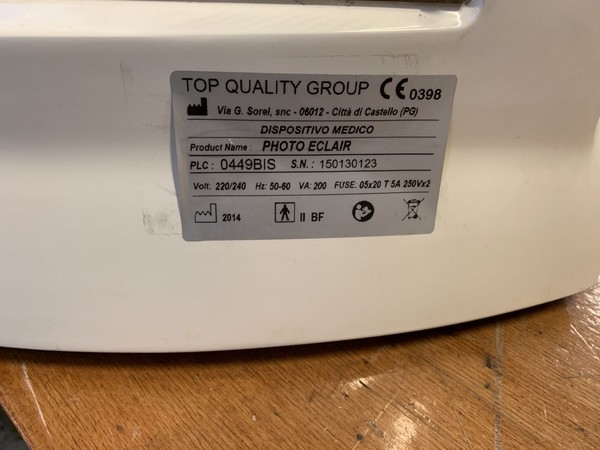 TOP QUALITY GROUP CE 0398
Via G. Sorel, snc - 06012 - Città di Castello (PG)
DISPOSITIVO MEDICO
Product Name: PHOTO ECLAIR
PLC: 0449BIS S.N.: 150130123
Volt: 220/240 Hz: 50-60 VA: 200 FUSE. 05x20 T 5A 250Vx2
2014 II BF